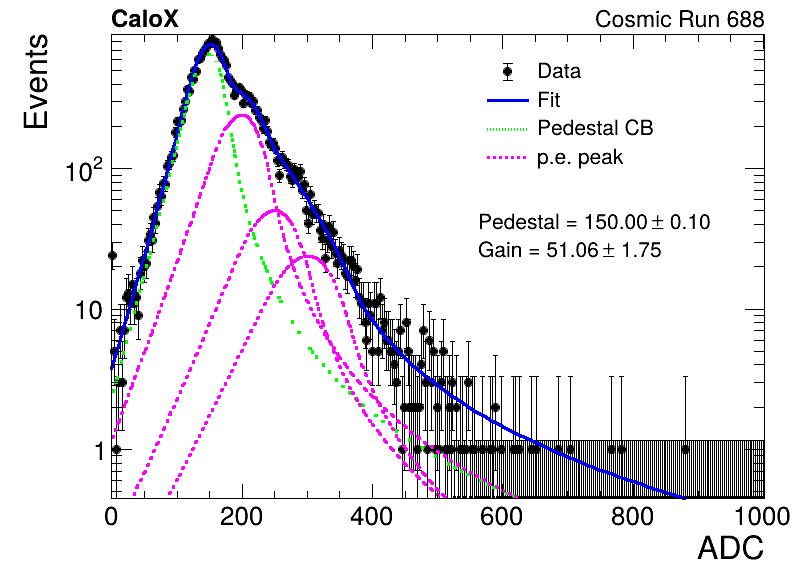 CaloX Cosmic Run 688
Events
Data
Fit
Pedestal CB
p.e. peak
Pedestal = 150.00 ± 0.10
Gain = 51.06 ± 1.75
10²
10
1
0 200 400 600 800 1000
ADC